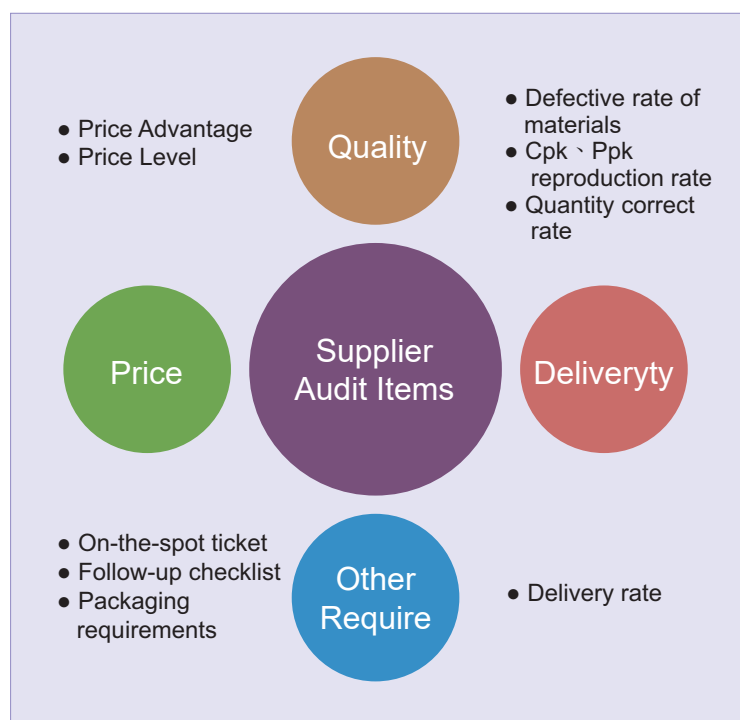 ● Price Advantage
● Price Level
Quality
● Defective rate of
materials
● Cpk、Ppk
reproduction rate
● Quantity correct
rate
Price
Supplier
Audit Items
Deliveryty
● On-the-spot ticket
● Follow-up checklist
● Packaging
requirements
Other
Require
● Delivery rate